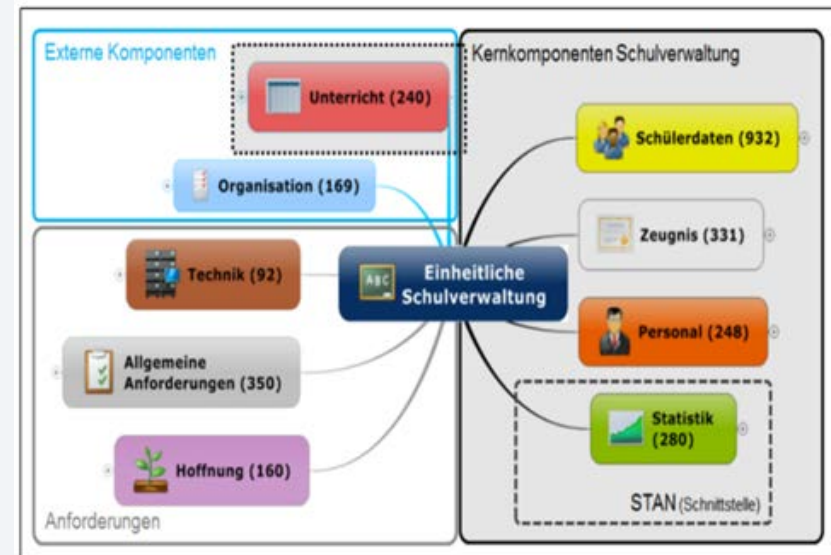 Externe Komponenten
Unterricht (240)
Organisation (169)
Kernkomponenten Schulverwaltung
Schülerdaten (932)
Zeugnis (331)
Personal (248)
Statistik
(280)
STAN (Schnittstelle)
ABC
Einheitliche
Schulverwaltung
Technik (92)
Allgemeine
Anforderungen (350)
Hoffnung (160)
Anforderungen